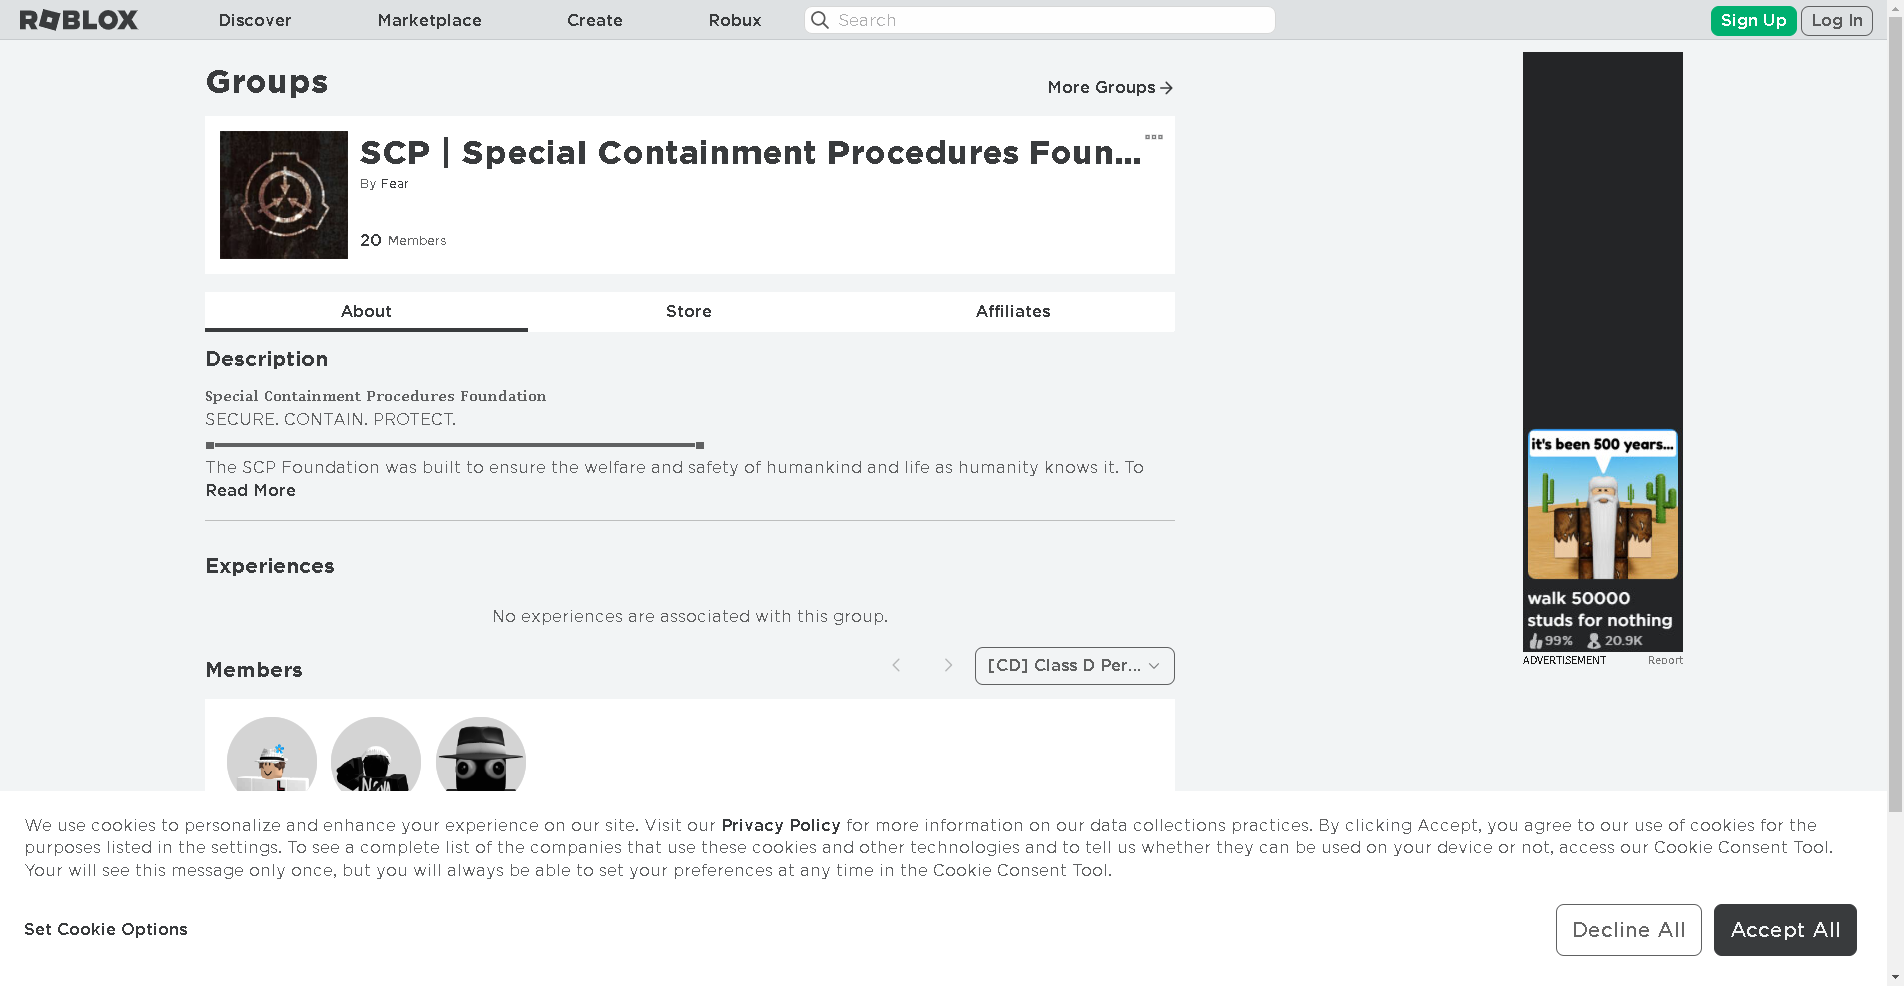 ROBLOX
Discover
Marketplace
Create
Robux
Search
Sign Up
Log In
Groups
More Groups
SCP | Special Containment Procedures Foun...
By Fear
20 Members
About
Store
Affiliates
Description
Special Containment Procedures Foundation
SECURE. CONTAIN. PROTECT.
The SCP Foundation was built to ensure the welfare and safety of humankind and life as humanity knows it. To
Read More
Experiences
No experiences are associated with this group.
Members
[CD] Class D Per...
it's been 500 years...
walk 50000
studs for nothing
99% 20.9K
ADVERTISEMENT
Report
NOVA
We use cookies to personalize and enhance your experience on our site. Visit our Privacy Policy for more information on our data collections practices. By clicking Accept, you agree to our use of cookies for the
purposes listed in the settings. To see a complete list of the companies that use these cookies and other technologies and to tell us whether they can be used on your device or not, access our Cookie Consent Tool.
Your will see this message only once, but you will always be able to set your preferences at any time in the Cookie Consent Tool.
Set Cookie Options
Decline All
Accept All